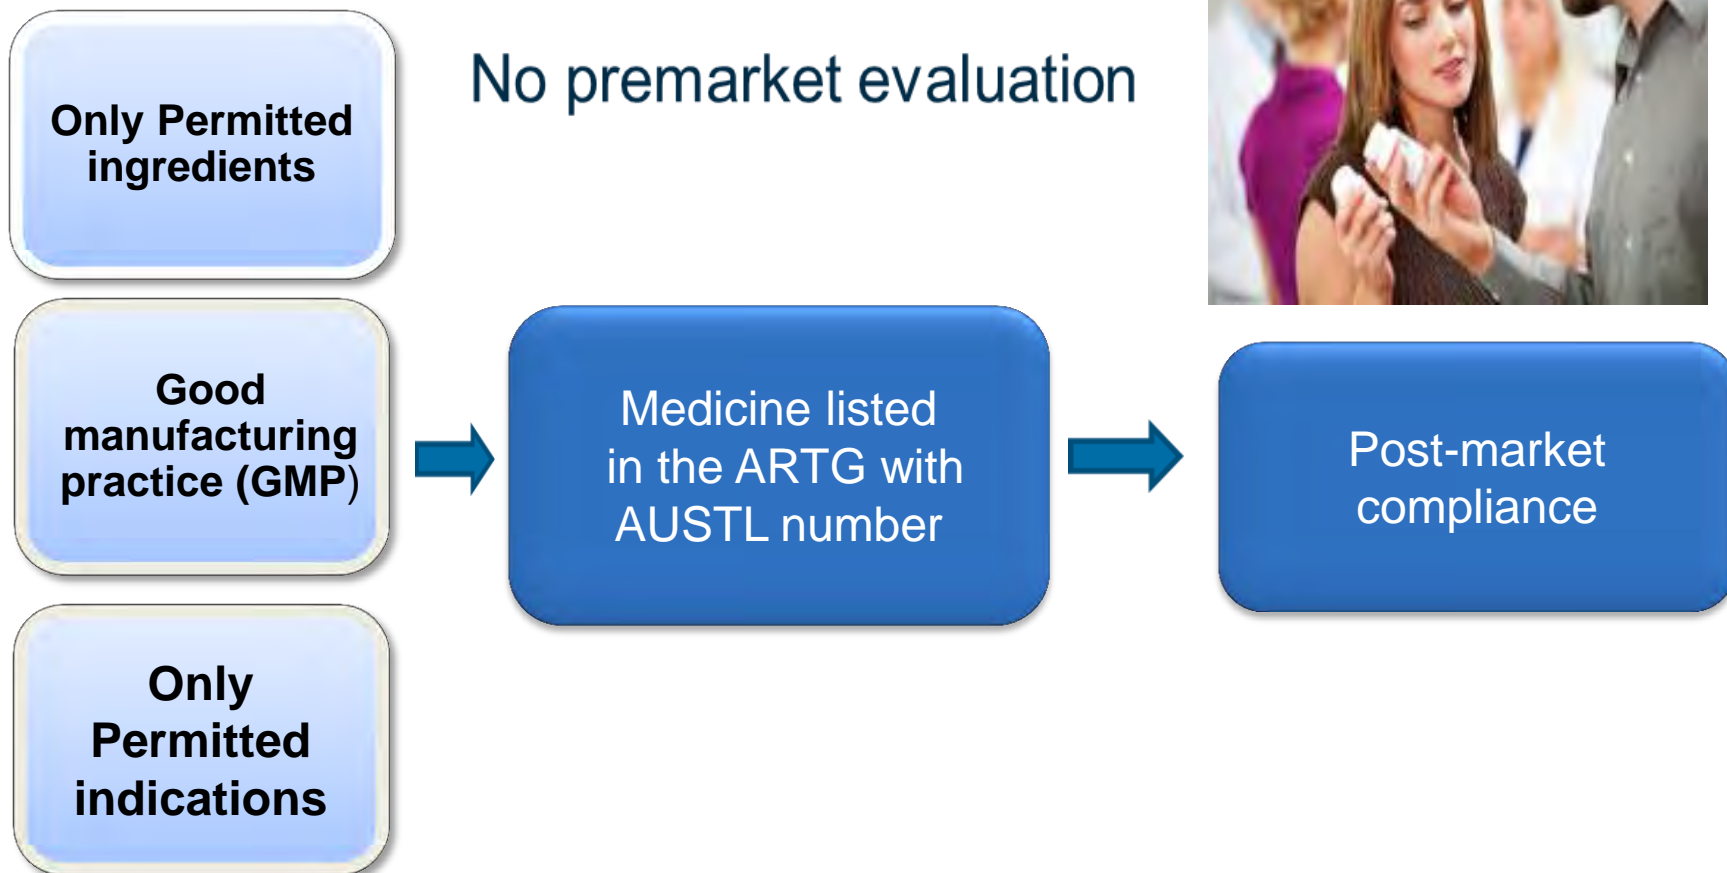 No premarket evaluation
Only Permitted
ingredients
Good
manufacturing
practice (GMP)
Only
Permitted
indications
Medicine listed
in the ARTG with
AUSTL number
Post-market
compliance